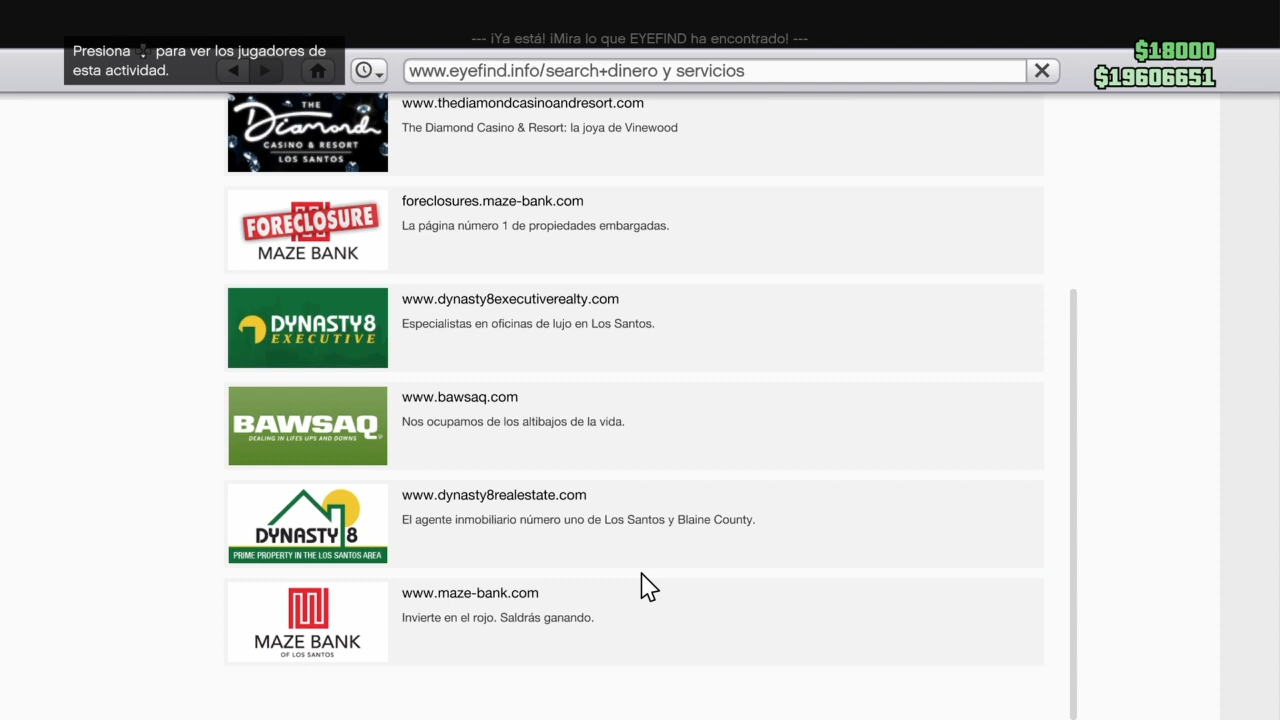 --- ¡Ya está! ¡Mira lo que EYEFIND ha encontrado! ---
Presiona para ver los jugadores de
esta actividad.
www.eyefind.info/search+dinero y servicios
$18000
$19606651
THE
Diamond
CASINO & RESORT
LOS SANTOS
www.thediamondcasinoandresort.com
The Diamond Casino & Resort: la joya de Vinewood
FORECLOSURE
MAZE BANK
foreclosures.maze-bank.com
La página número 1 de propiedades embargadas.
DYNASTY8
EXECUTIVE
www.dynasty8executiverealty.com
Especialistas en oficinas de lujo en Los Santos.
BAWSAQ
DEALING IN LIFES UPS AND DOWNS
www.bawsaq.com
Nos ocupamos de los altibajos de la vida.
DYNASTY 8
PRIME PROPERTY IN THE LOS SANTOS AREA
www.dynasty8realestate.com
El agente inmobiliario número uno de Los Santos y Blaine County.
MAZE BANK
OF LOS SANTOS
www.maze-bank.com
Invierte en el rojo. Saldrás ganando.